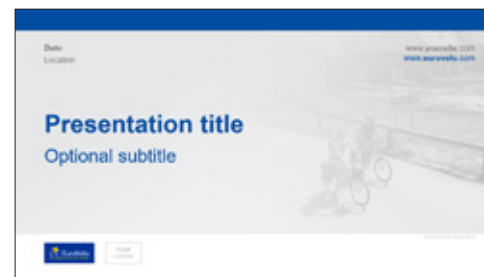 Date
Location
www.yoursite.com
www.eurovelo.com
Presentation title
Optional subtitle
EuroVelo
YOUR
LOGO